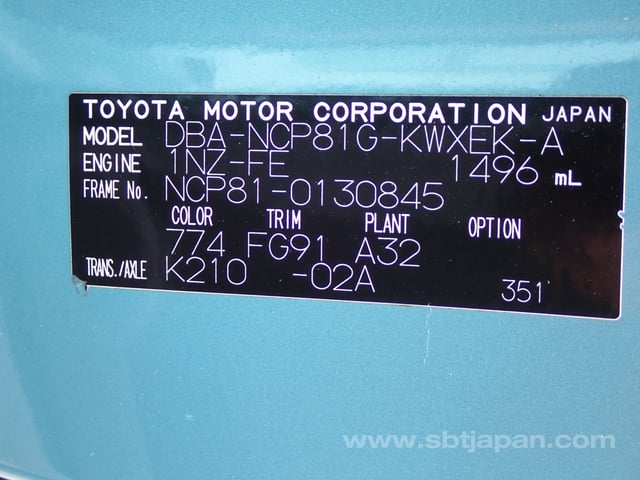 TOYOTA MOTOR CORPORATION JAPAN
MODEL DBA-NCP81G-KWXEK-A
ENGINE 1NZ-FE 1496 mL
FRAME No. NCP81-0130845
COLOR TRIM PLANT OPTION
774 FG91 A32
TRANS./AXLE K210 -02A
351
www.sbtjapan.com